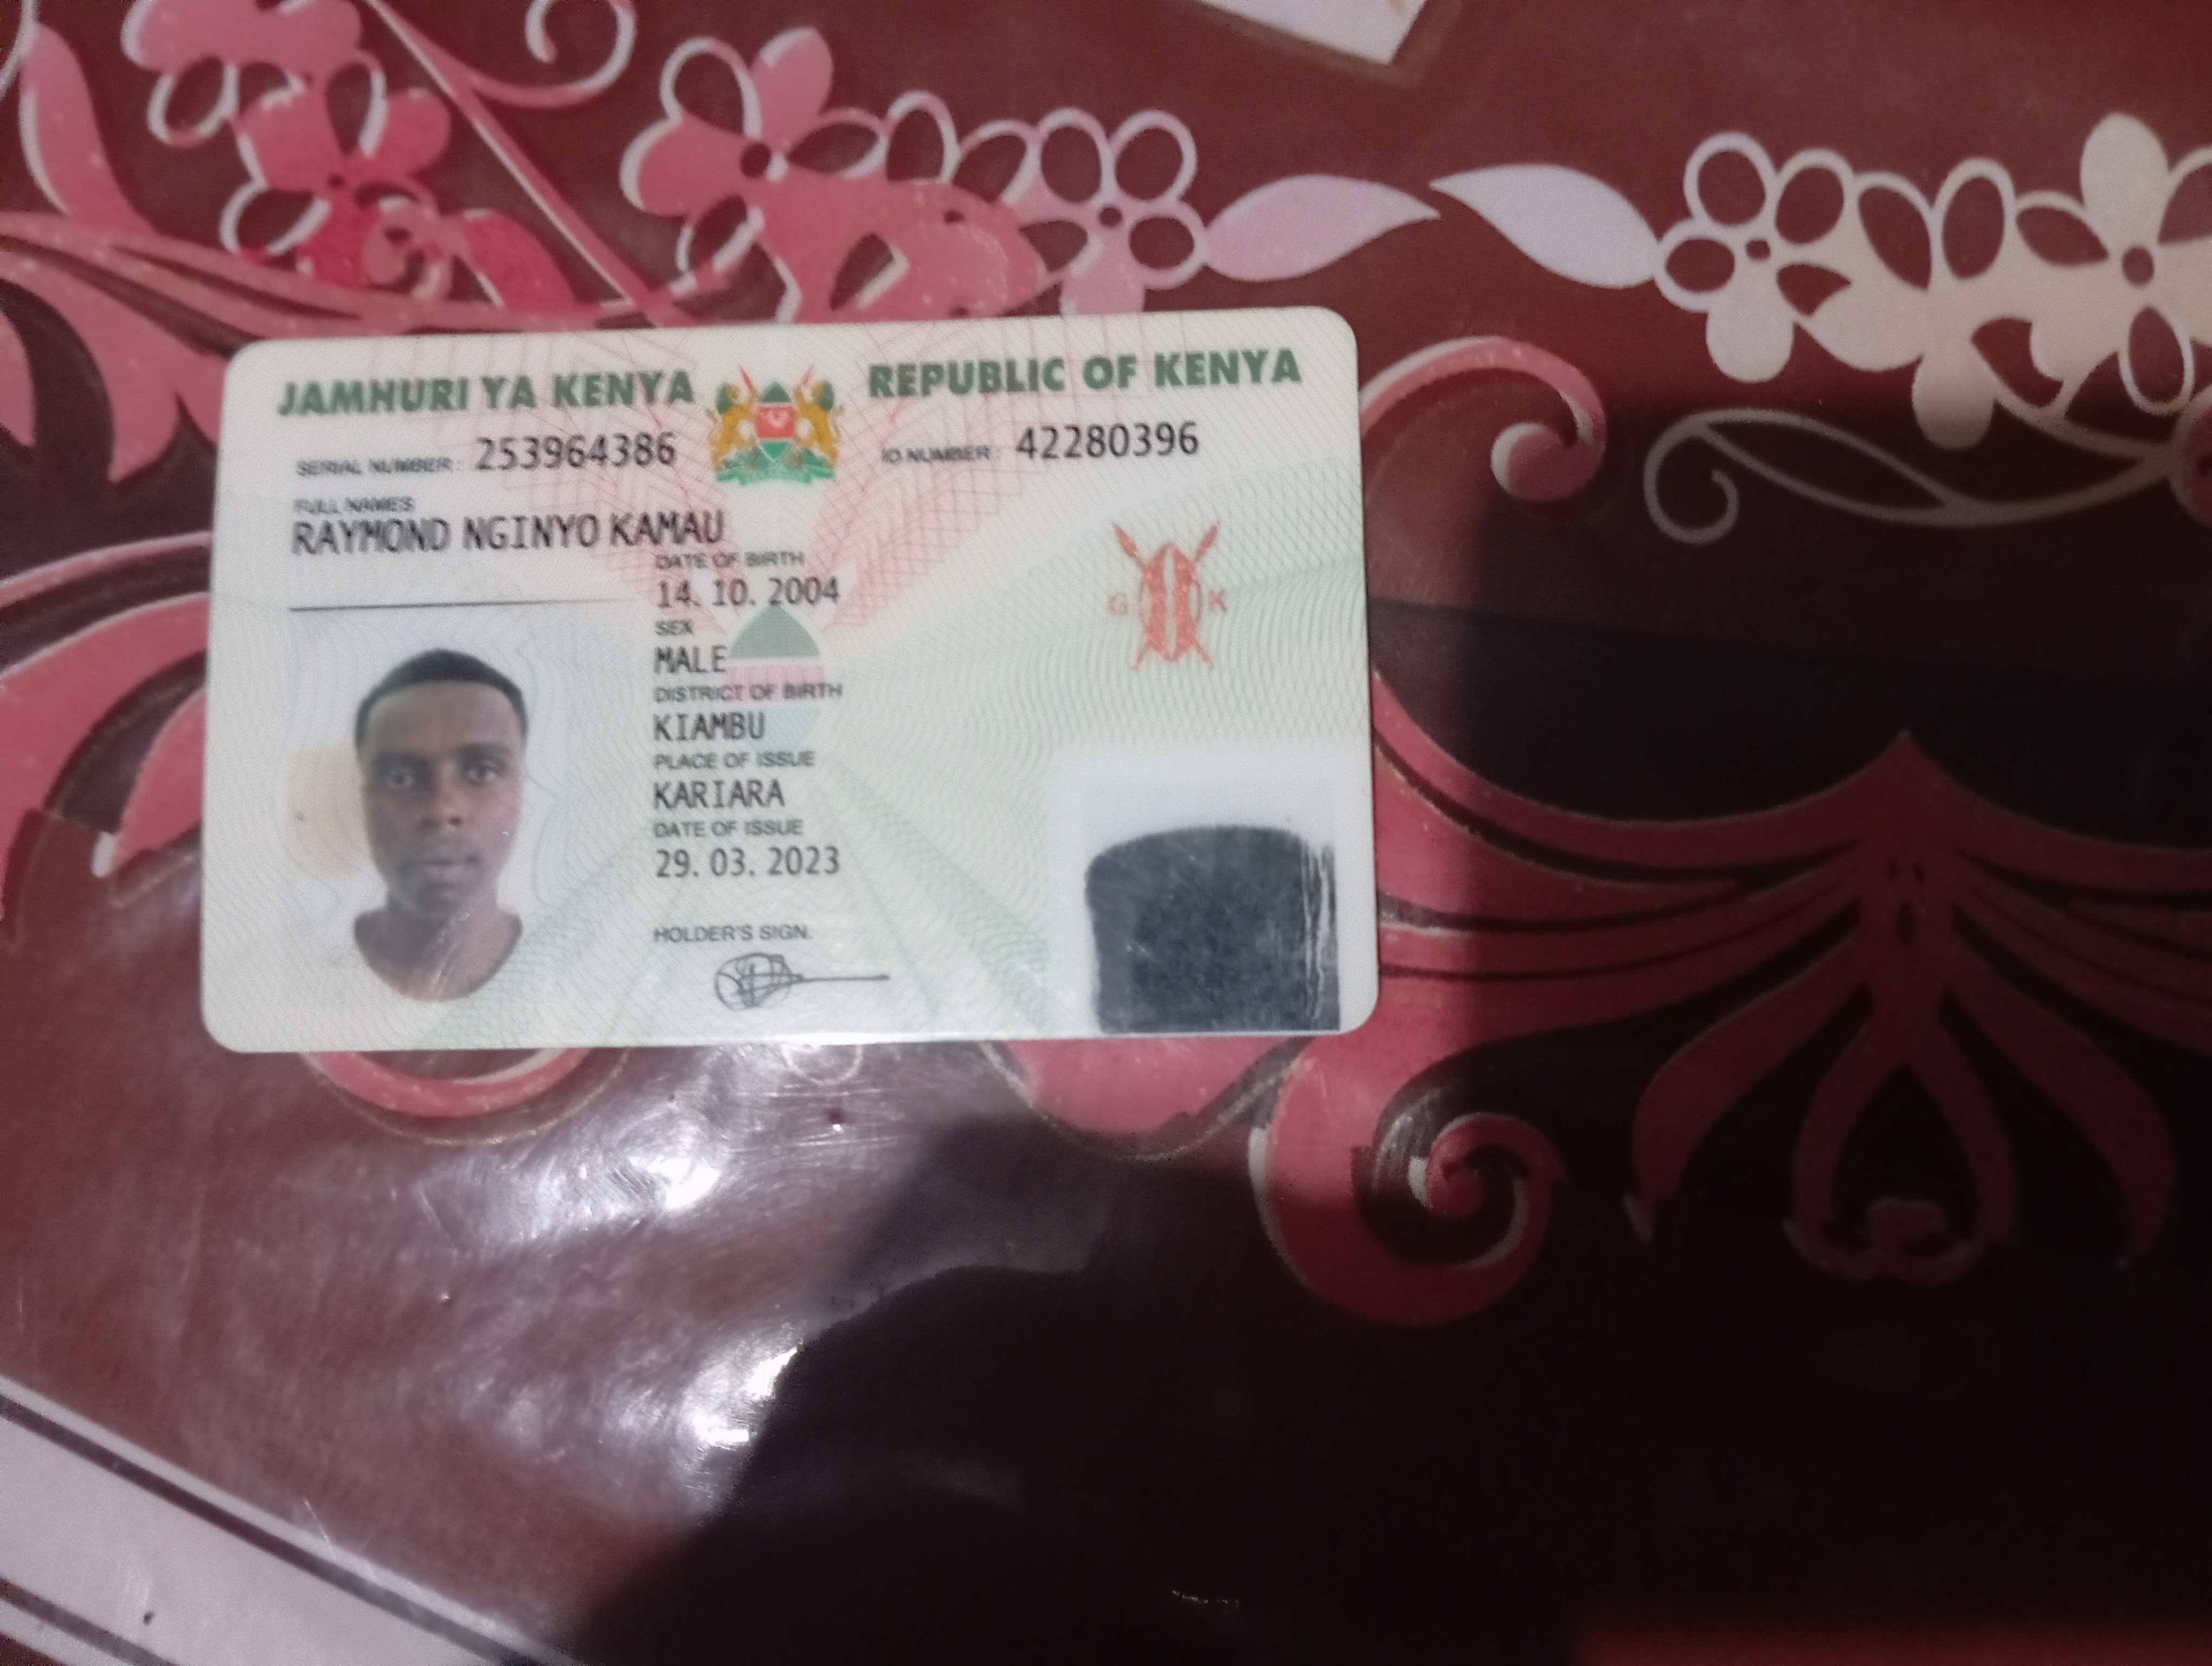 JAMHURI YA KENYA REPUBLIC OF KENYA
SERIAL NUMBER: 253964386 ID NUMBER: 42280396
FULL NAMES
RAYMOND NGINYO KAMAU
DATE OF BIRTH
14. 10. 2004
SEX
MALE
DISTRICT OF BIRTH
KIAMBU
PLACE OF ISSUE
KARIARA
DATE OF ISSUE
29. 03. 2023
HOLDER'S SIGN.
G K